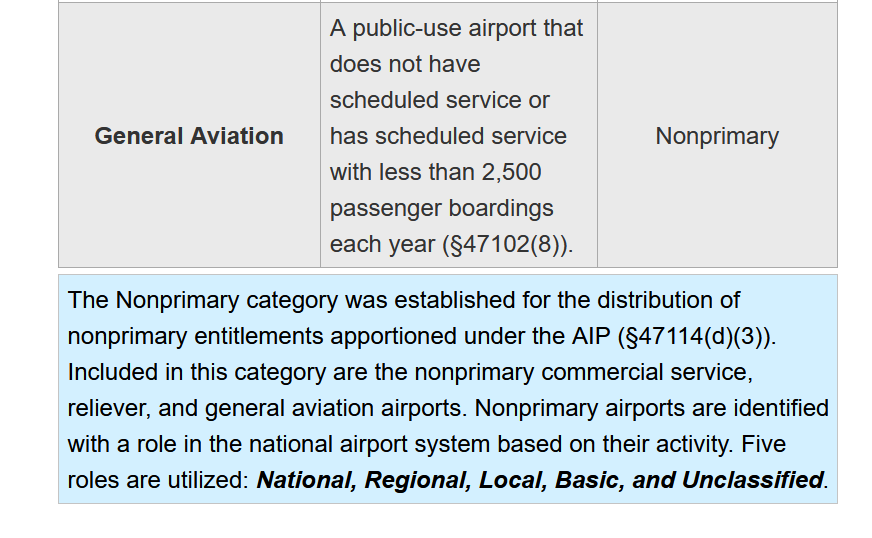 General Aviation
A public-use airport that
does not have
scheduled service or
has scheduled service
with less than 2,500
passenger boardings
each year (§47102(8)).
Nonprimary
The Nonprimary category was established for the distribution of
nonprimary entitlements apportioned under the AIP (§47114(d)(3)).
Included in this category are the nonprimary commercial service,
reliever, and general aviation airports. Nonprimary airports are identified
with a role in the national airport system based on their activity. Five
roles are utilized: National, Regional, Local, Basic, and Unclassified.